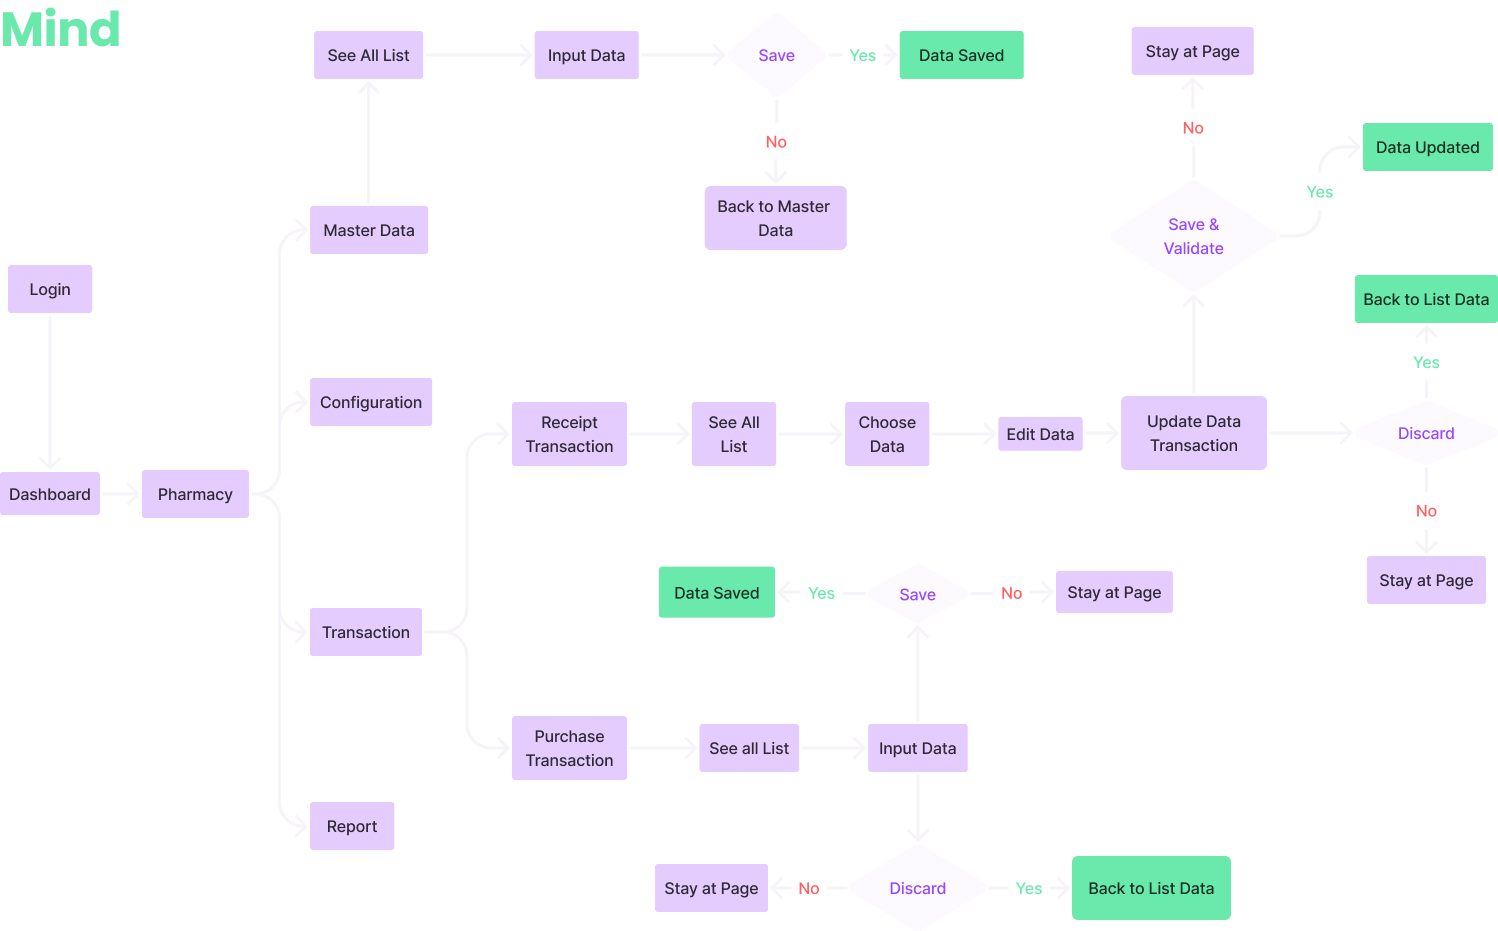 Mind
See All List
Input Data
Save
Yes
Data Saved
No
Back to Master
Data
Stay at Page
No
Save &
Validate
Yes
Data Updated
Master Data
Login
Configuration
Dashboard
Pharmacy
Receipt
Transaction
See All
List
Choose
Data
Edit Data
Update Data
Transaction
Back to List Data
Yes
Discard
No
Stay at Page
Transaction
Data Saved
Yes
Save
No
Stay at Page
Purchase
Transaction
See all List
Input Data
Report
Stay at Page
No
Discard
Yes
Back to List Data